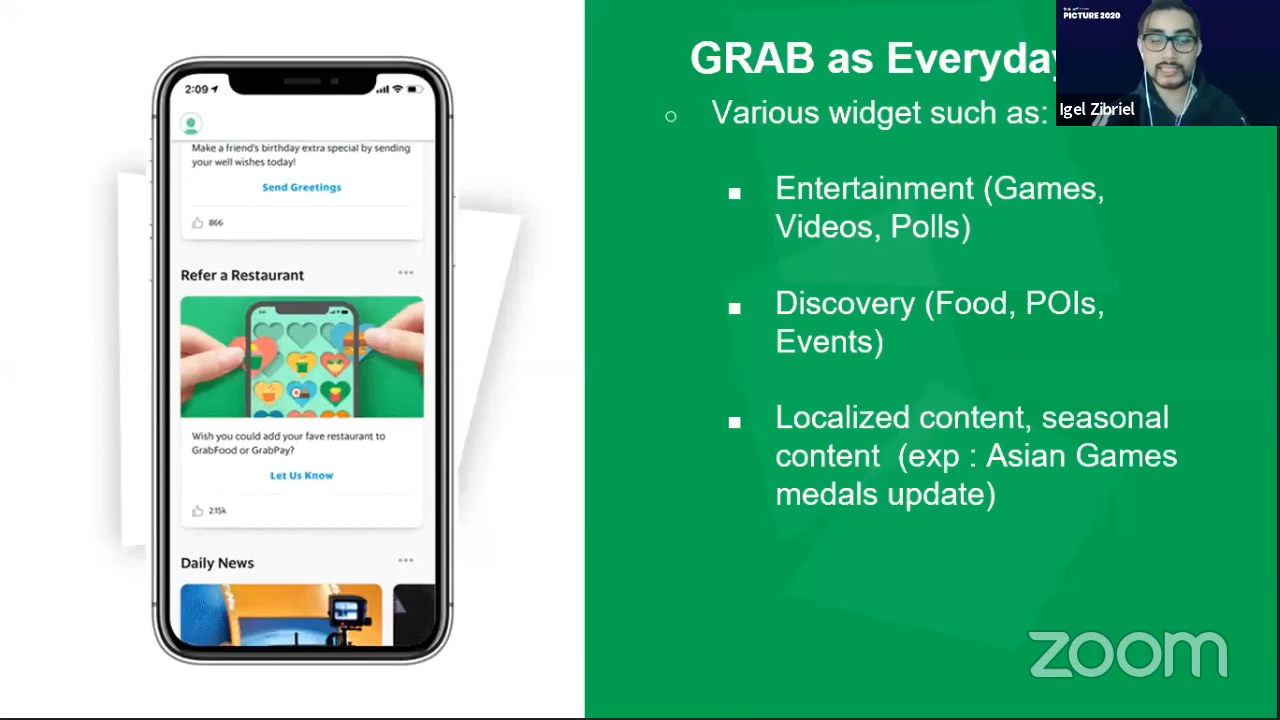 2:09
Make a friend's birthday extra special by sending
your well wishes today!
Send Greetings
866
Refer a Restaurant
Wish you could add your fave restaurant to
GrabFood or GrabPay?
Let Us Know
2.15k
Daily News
GRAB as Everyday
Various widget such as:
Entertainment (Games,
Videos, Polls)
Discovery (Food, POIs,
Events)
Localized content, seasonal
content (exp : Asian Games
medals update)
PICTURE 2020
Igel Zibriel
zoom